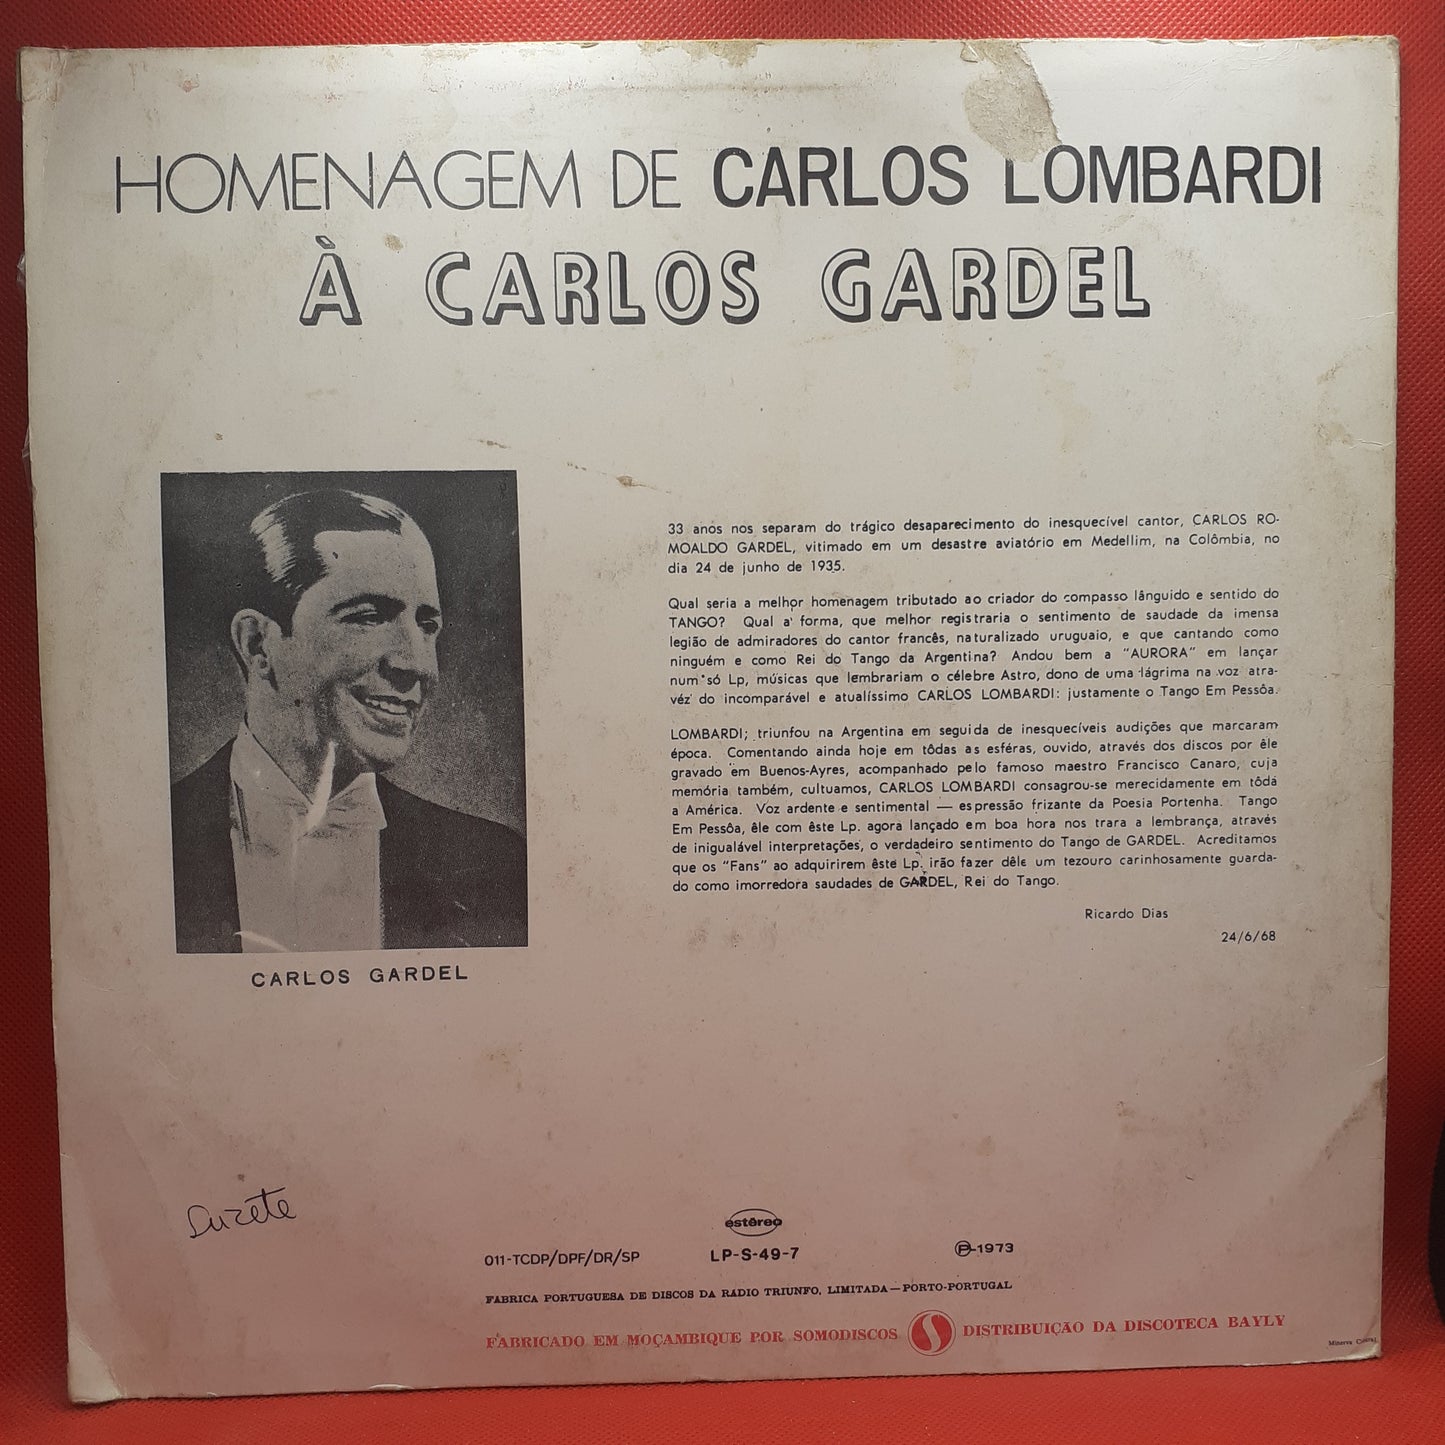 HOMENAGEM DE CARLOS LOMBARDI
À CARLOS GARDEL
33 anos nos separam do trágico desaparecimento do inesquecível cantor, CARLOS RO-
MOALDO GARDEL, vitimado em um desastre aviatório em Medellim, na Colômbia, no
dia 24 de junho de 1935.
Qual seria a melhor homenagem tributado ao criador do compasso lânguido e sentido do
TANGO? Qual a forma, que melhor registraria o sentimento de saudade da imensa
legião de admiradores do cantor francês, naturalizado uruguaio, e que cantando como
ninguém e como Rei do Tango da Argentina? Andou bem a "AURORA" em lançar
num só Lp, músicas que lembrariam o célebre Astro, dono de uma lágrima na voz atra-
véz do incomparável e atualíssimo CARLOS LOMBARDI: justamente o Tango Em Pessôa.
LOMBARDI; triunfou na Argentina em seguida de inesquecíveis audições que marcaram
época. Comentando ainda hoje em tôdas as esféras, ouvido, através dos discos por êle
gravado em Buenos-Ayres, acompanhado pelo famoso maestro Francisco Canaro, cuja
memória também, cultuamos, CARLOS LOMBARDI consagrou-se merecidamente em tôda
a América. Voz ardente e sentimental — espressão frizante da Poesia Portenha. Tango
Em Pessôa, êle com êste Lp. agora lançado em boa hora nos trara a lembrança, através
de inigualável interpretações, o verdadeiro sentimento do Tango de GARDEL. Acreditamos
que os "Fans" ao adquirirem êste Lp. irão fazer dêle um tezouro carinhosamente guarda-
do como imorredora saudades de GARDEL, Rei do Tango.
Ricardo Dias
24/6/68
CARLOS GARDEL
Suzete
estéreo
011-TCDP/DPF/DR/SP LP-S-49-7 Ⓟ-1973
FABRICA PORTUGUESA DE DISCOS DA RÁDIO TRIUNFO, LIMITADA—PORTO-PORTUGAL
FABRICADO EM MOÇAMBIQUE POR SOMODISCOS S DISTRIBUIÇÃO DA DISCOTECA BAYLY
Minerva